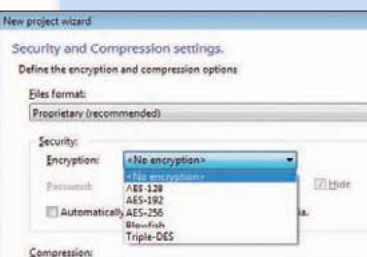 New project wizard
Security and Compression settings.
Define the encryption and compression options
Files format:
Proprietary (recommended)
Security:
Encryption: <No encryption>
<No encryption>
Password:
AES-128
Hide
AES-192
Automatically
AES-256
ia.
Blowfish
Triple-DES
Compression: